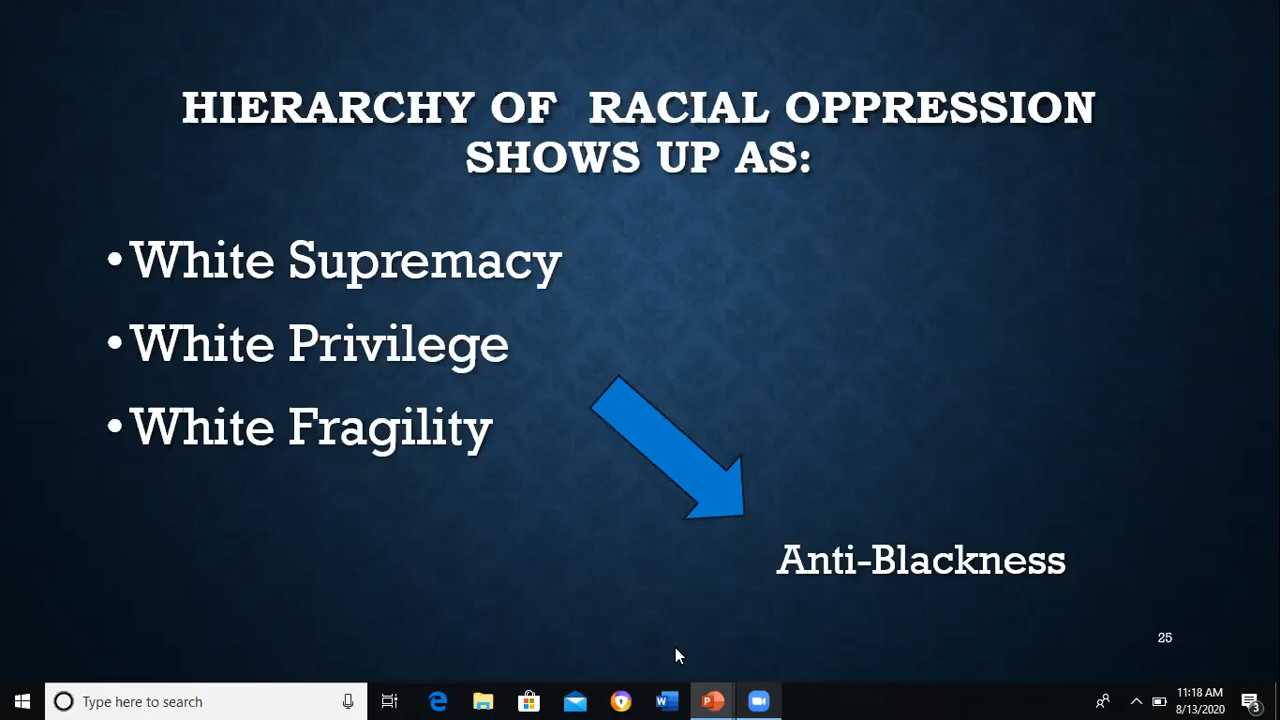 HIERARCHY OF RACIAL OPPRESSION
SHOWS UP AS:
•White Supremacy
•White Privilege
•White Fragility
Anti-Blackness
25
Type here to search
11:18 AM
8/13/2020
3